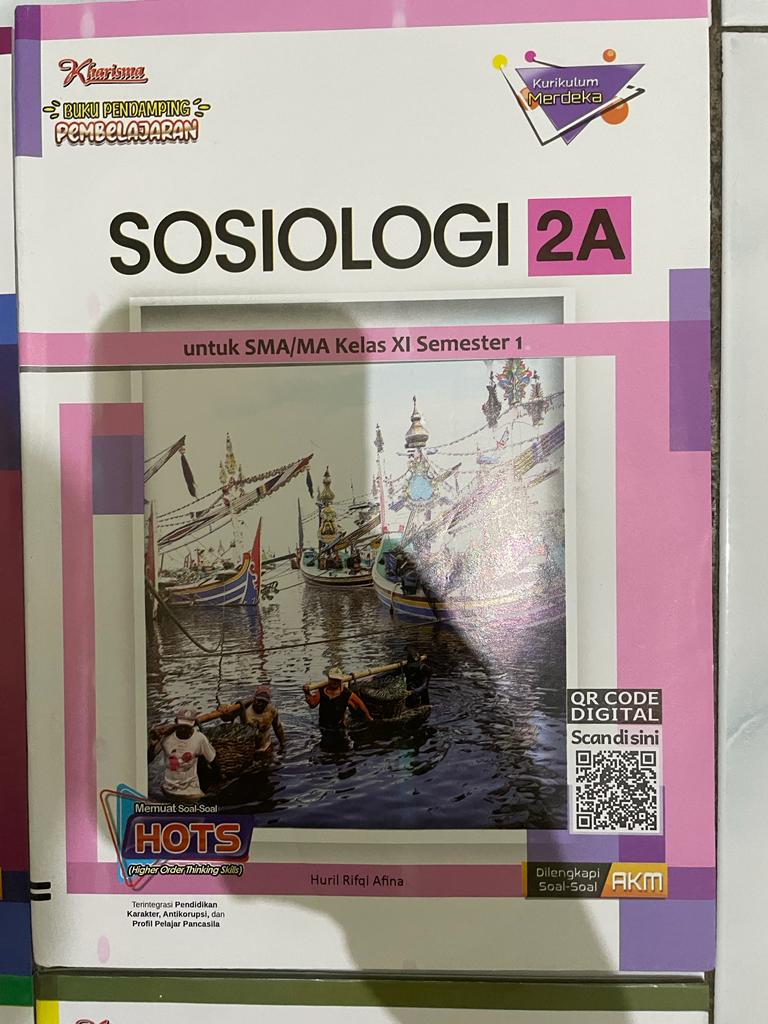 Kharisma
BUKU PENDAMPING
PEMBELAJARAN
Kurikulum
Merdeka
SOSIOLOGI 2A
untuk SMA/MA Kelas XI Semester 1
QR CODE
DIGITAL
Scan di sini
Memuat Soal-Soal
HOTS
(Higher Order Thinking Skills)
Huril Rifqi Afina
Dilengkapi
Soal-Soal AKM
Terintegrasi Pendidikan
Karakter, Antikorupsi, dan
Profil Pelajar Pancasila